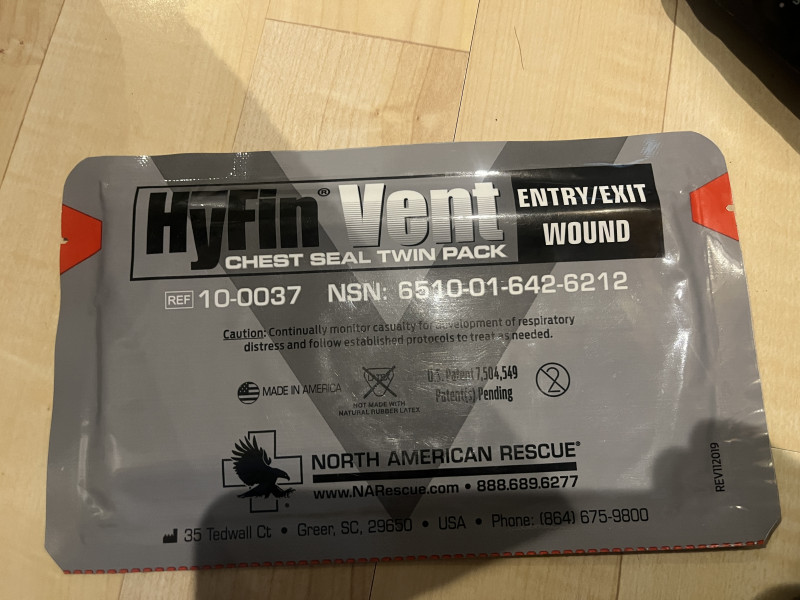 HyFin® Vent
CHEST SEAL TWIN PACK
ENTRY/EXIT
WOUND
REF 10-0037 NSN: 6510-01-642-6212
Caution: Continually monitor casualty for development of respiratory
distress and follow established protocols to treat as needed.
MADE IN AMERICA
LATEX
NOT MADE WITH
NATURAL RUBBER LATEX
U.S. Patent 7,504,549
Patent(s) Pending
2
NORTH AMERICAN RESCUE®
www.NARescue.com • 888.689.6277
35 Tedwall Ct • Greer, SC, 29650 • USA • Phone: (864) 675-9800
REV112019